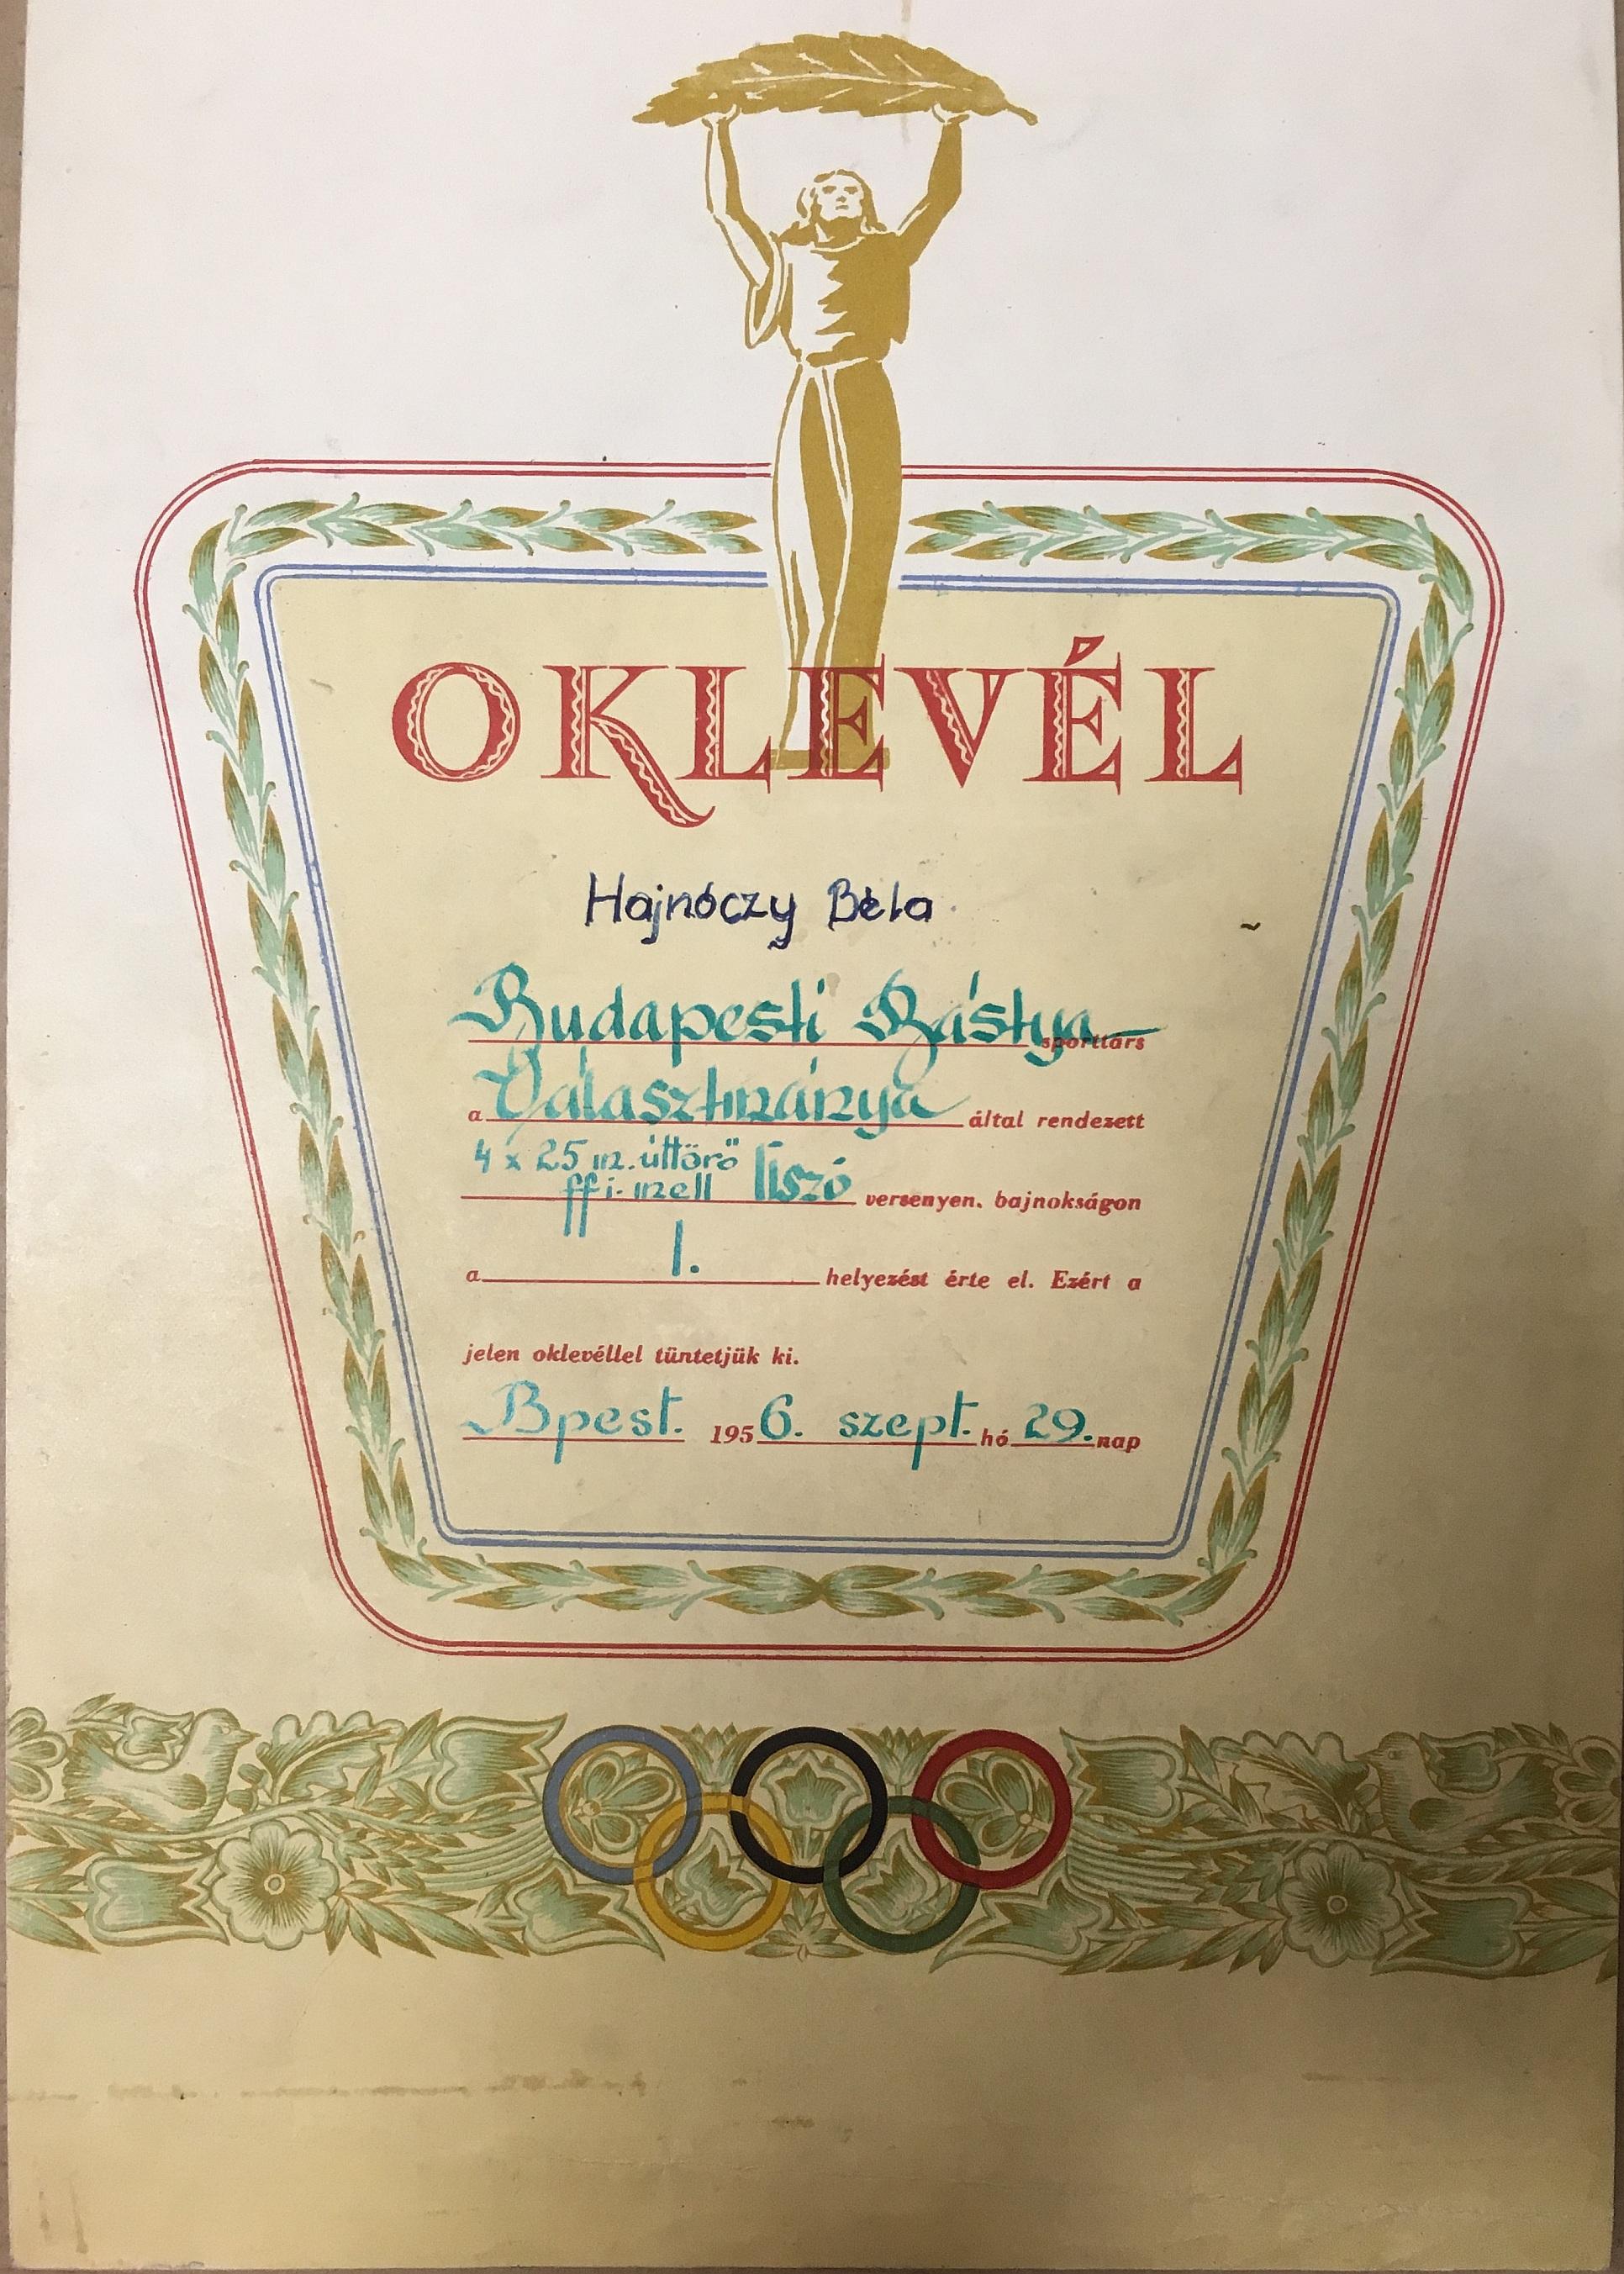 OKLEVÉL
Hajnóczy Béla
Budapesti Bástya sporttárs
a Választmánya által rendezett
4 x 25 m. úttörő
ffi. mell úszó versenyen, bajnokságon
a 1. helyezést érte el. Ezért a
jelen oklevéllel tüntetjük ki.
Bpest. 1956. szept. hó 29. nap